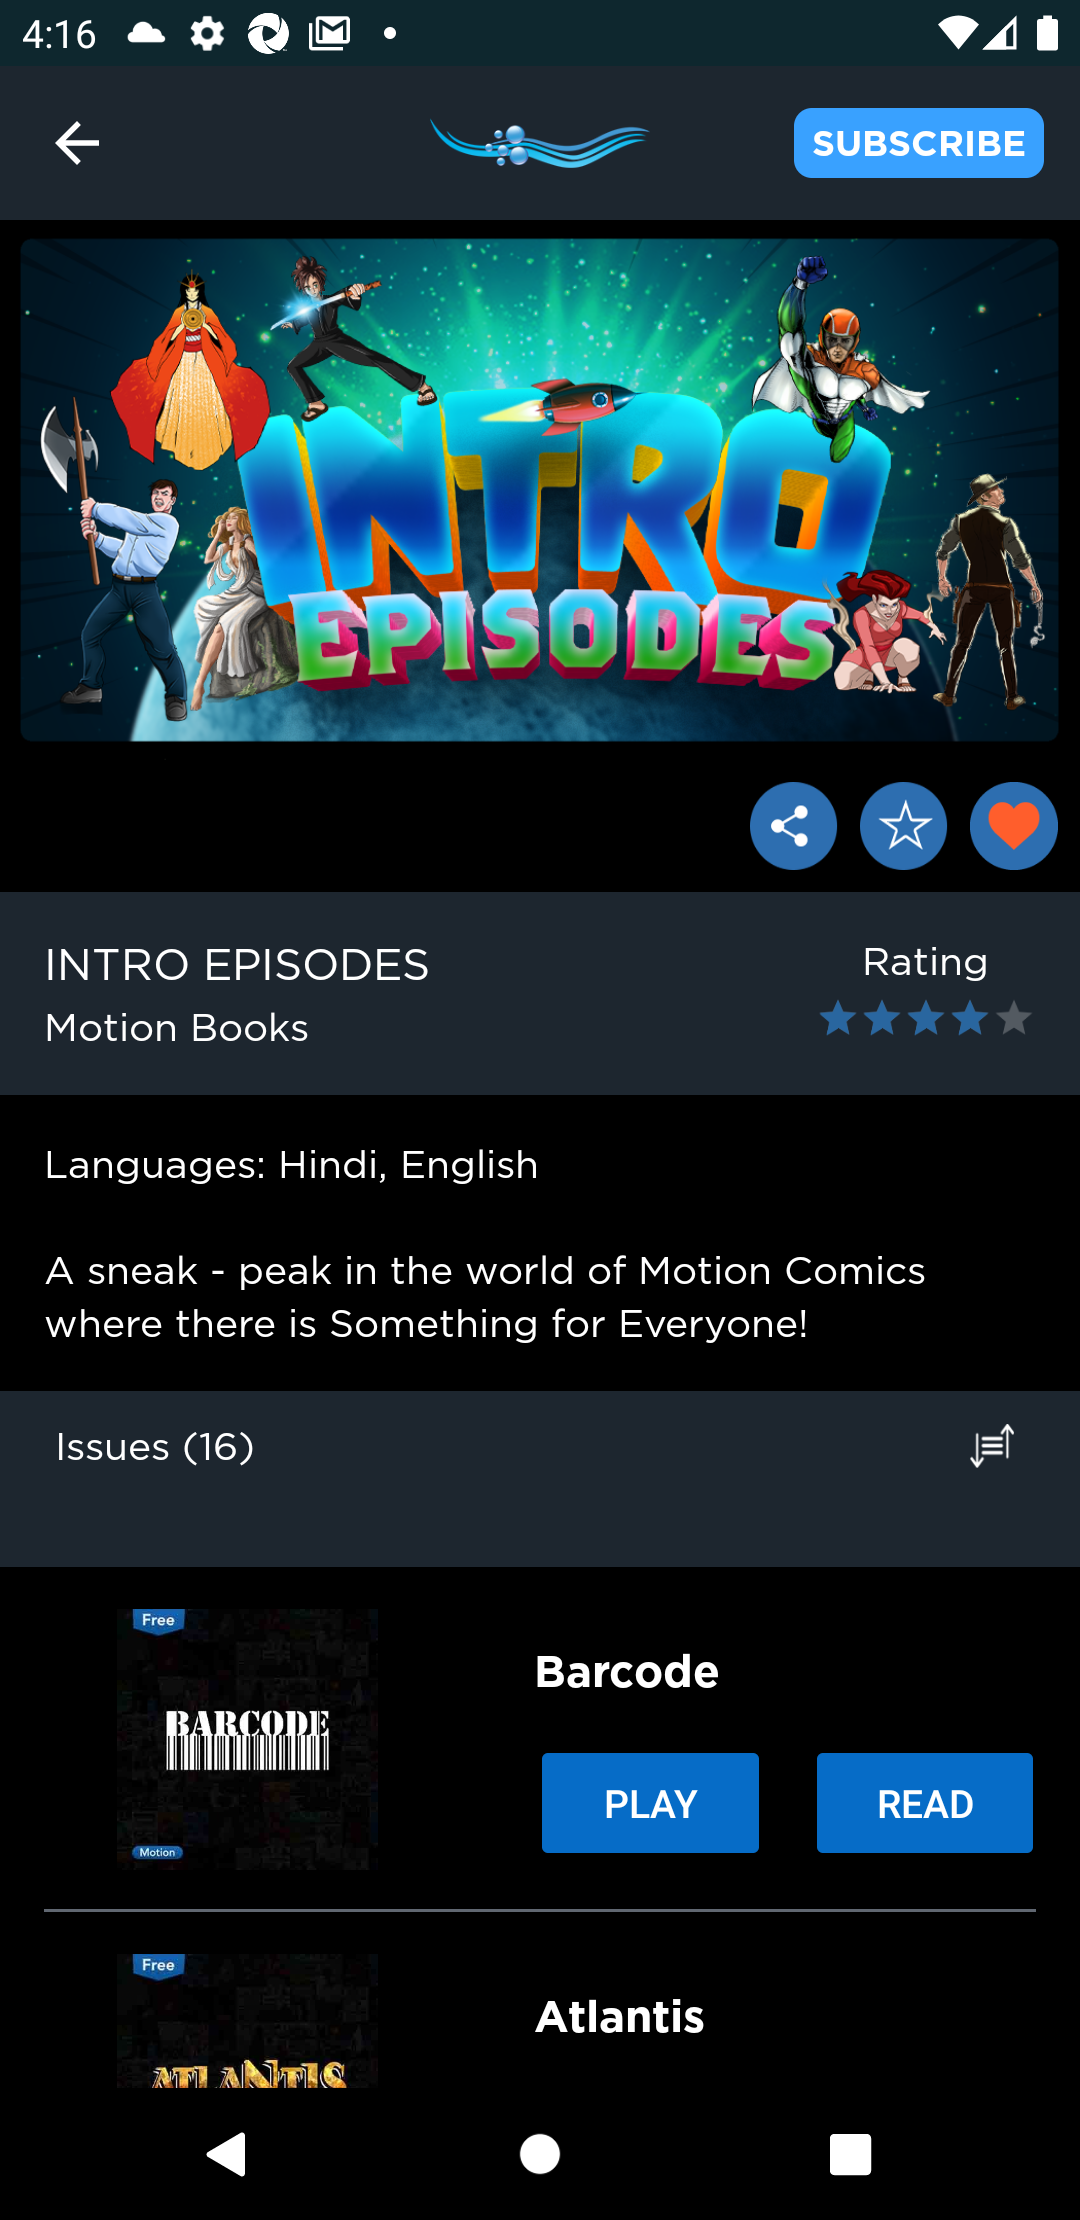 4:16
SUBSCRIBE
INTRO
EPISODES
INTRO EPISODES
Rating
Motion Books
Languages: Hindi, English
A sneak - peak in the world of Motion Comics
where there is Something for Everyone!
Issues (16)
Free
BARCODE
Motion
Barcode
PLAY
READ
Free
ATLANTIS
Atlantis